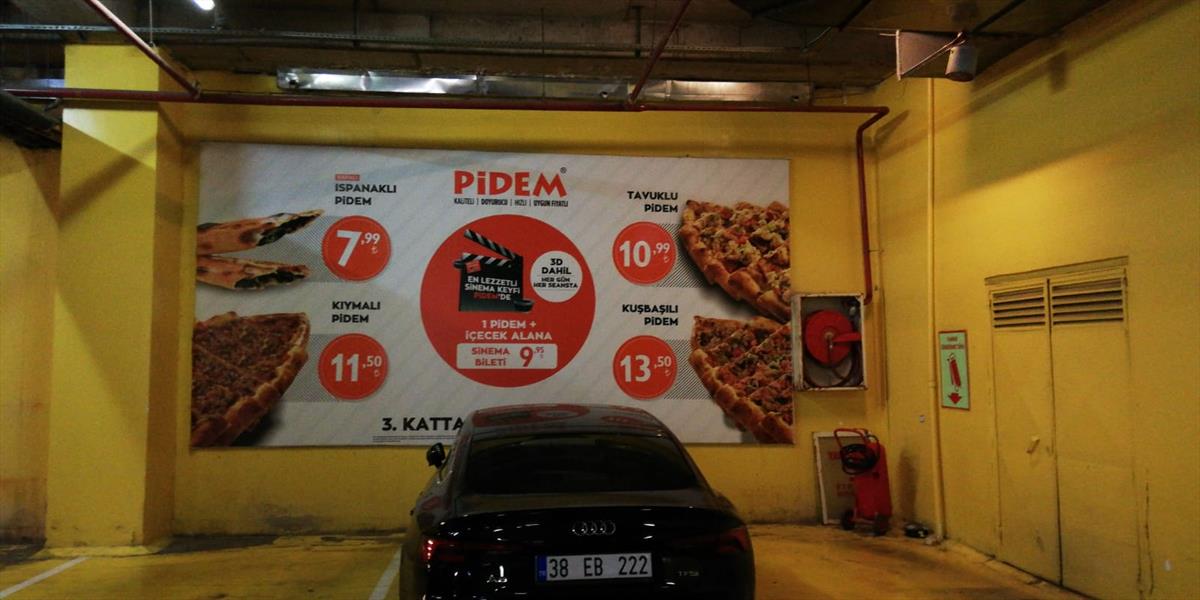 KAPALI
ISPANAKLI
PİDEM
7,99 ₺
KIYMALI
PİDEM
11,50 ₺
PİDEM®
KALİTELİ | DOYURUCU | HIZLI | UYGUN FİYATLI
EN LEZZETLİ
SİNEMA KEYFİ
PİDEM'DE
3D
DAHİL
HER GÜN
HER SEANSTA
1 PİDEM +
İÇECEK ALANA
SİNEMA
BİLETİ 9,95 ₺
TAVUKLU
PİDEM
10,99 ₺
KUŞBAŞILI
PİDEM
13,50 ₺
3. KATTA
TR 38 EB 222
TFSI